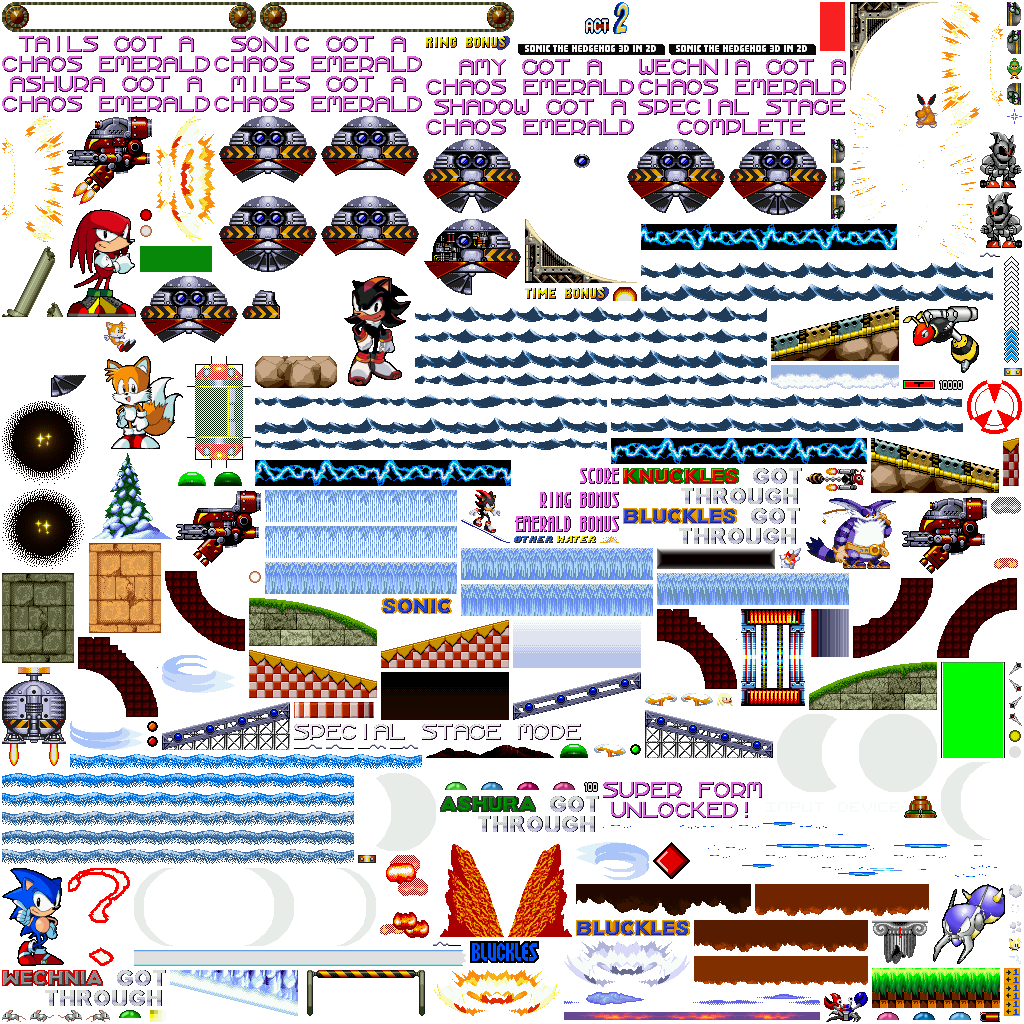 ACT 2
RING BONUS
SONIC THE HEDGEHOG 3D IN 2D
SONIC THE HEDGEHOG 3D IN 2D
TAILS GOT A
CHAOS EMERALD
SONIC GOT A
CHAOS EMERALD
AMY GOT A
CHAOS EMERALD
WECHNIA GOT A
CHAOS EMERALD
ASHURA GOT A
CHAOS EMERALD
MILES GOT A
CHAOS EMERALD
SHADOW GOT A
CHAOS EMERALD
SPECIAL STAGE
COMPLETE
TIME BONUS
10000
SCORE
RING BONUS
EMERALD BONUS
OTHER WATER
KNUCKLES GOT
THROUGH
BLUCKLES GOT
THROUGH
SONIC
SPECIAL STAGE MODE
100
ASHURA GOT
THROUGH
SUPER FORM
UNLOCKED!
INPUT DEVICE
?
BLUCKLES
BLUCKLES
WECHNIA GOT
THROUGH